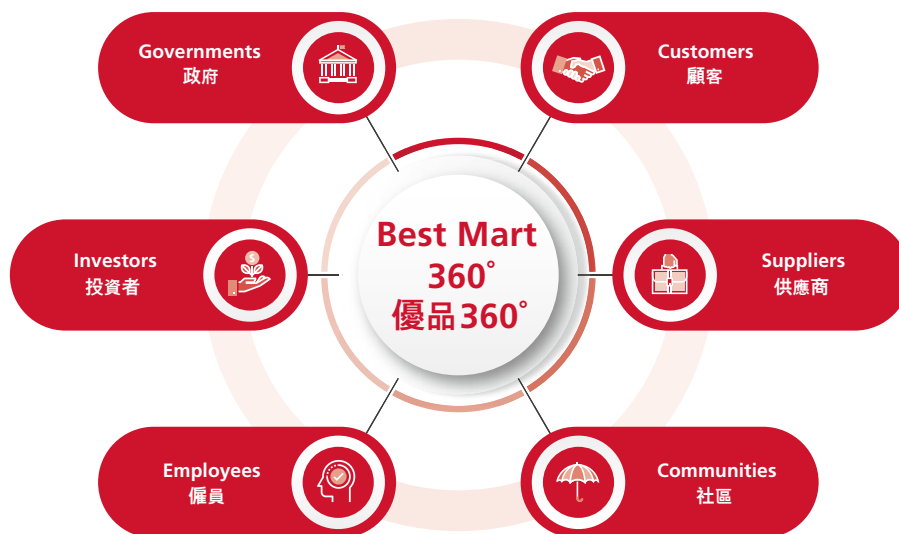 Governments
政府
Customers
顧客
Investors
投資者
Best Mart
360°
優品360°
Suppliers
供應商
Employees
僱員
Communities
社區